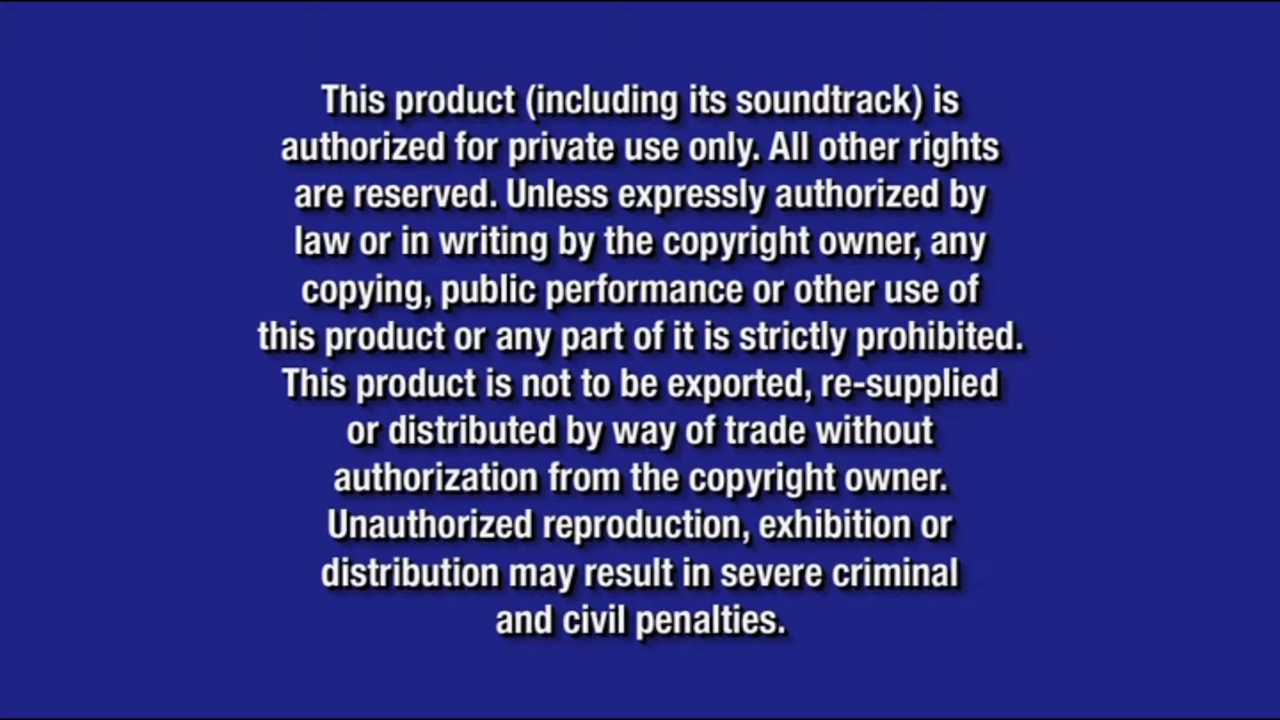 This product (including its soundtrack) is
authorized for private use only. All other rights
are reserved. Unless expressly authorized by
law or in writing by the copyright owner, any
copying, public performance or other use of
this product or any part of it is strictly prohibited.
This product is not to be exported, re-supplied
or distributed by way of trade without
authorization from the copyright owner.
Unauthorized reproduction, exhibition or
distribution may result in severe criminal
and civil penalties.